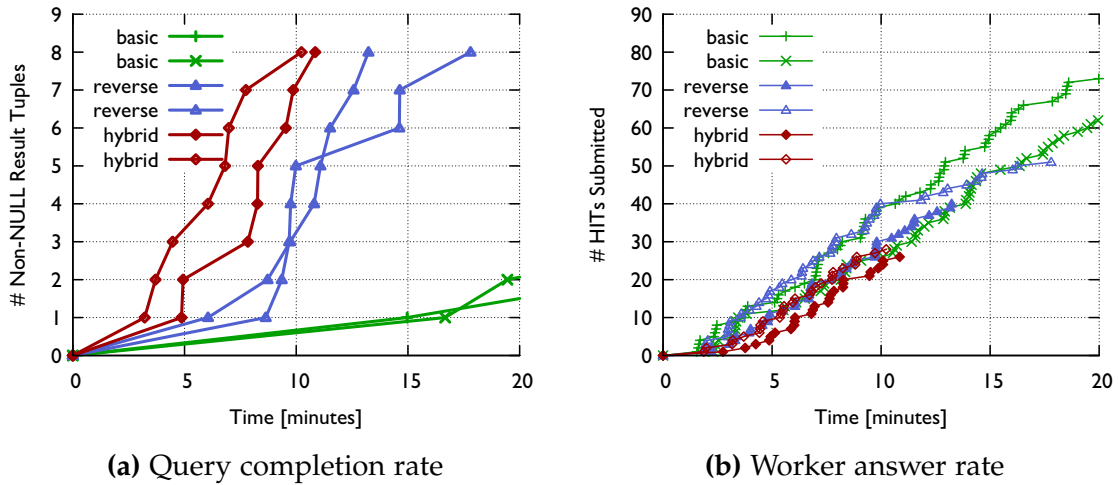 # Non-NULL Result Tuples
9
8
7
6
5
4
3
2
1
0
basic
basic
reverse
reverse
hybrid
hybrid
0 5 10 15 20
Time [minutes]
(a) Query completion rate
# HITs Submitted
90
80
70
60
50
40
30
20
10
0
basic
basic
reverse
reverse
hybrid
hybrid
0 5 10 15 20
Time [minutes]
(b) Worker answer rate